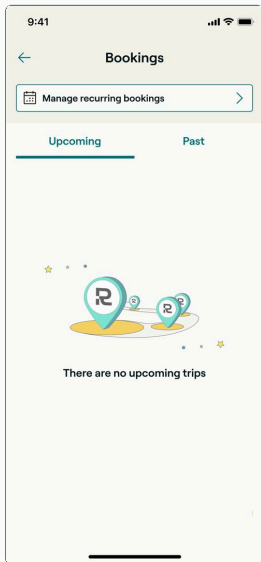 9:41
Bookings
Manage recurring bookings
Upcoming
Past
R
R
R
R
There are no upcoming trips